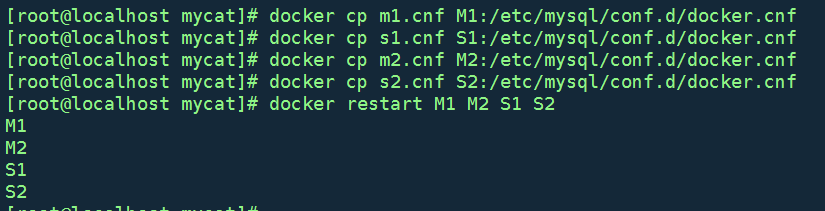 [root@localhost mycat]# docker cp m1.cnf M1:/etc/mysql/conf.d/docker.cnf
[root@localhost mycat]# docker cp s1.cnf S1:/etc/mysql/conf.d/docker.cnf
[root@localhost mycat]# docker cp m2.cnf M2:/etc/mysql/conf.d/docker.cnf
[root@localhost mycat]# docker cp s2.cnf S2:/etc/mysql/conf.d/docker.cnf
[root@localhost mycat]# docker restart M1 M2 S1 S2
M1
M2
S1
S2
[root@localhost mycat]#